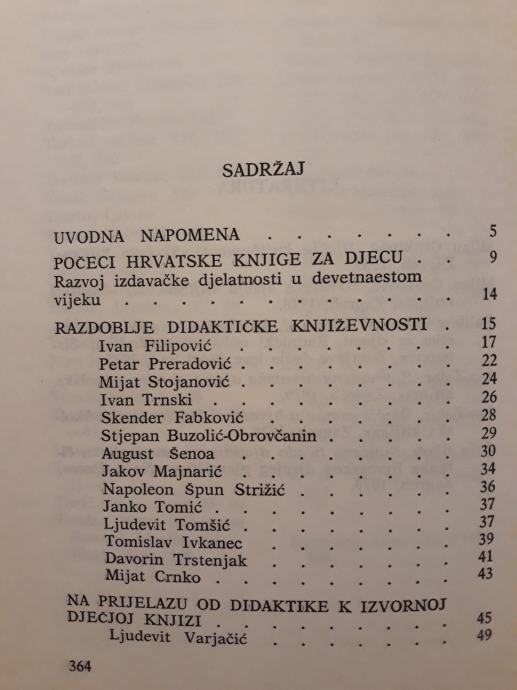 SADRŽAJ
UVODNA NAPOMENA . . . . . . . 5
POČECI HRVATSKE KNJIGE ZA DJECU . . 9
Razvoj izdavačke djelatnosti u devetnaestom
vijeku . . . . . . . . . . . . 14
RAZDOBLJE DIDAKTIČKE KNJIŽEVNOSTI . 15
Ivan Filipović . . . . . . . . 17
Petar Preradović . . . . . . . 22
Mijat Stojanović . . . . . . . 24
Ivan Trnski . . . . . . . . 26
Skender Fabković . . . . . . . 28
Stjepan Buzolić-Obrovčanin . . . . . 29
August Šenoa . . . . . . . . 30
Jakov Majnarić . . . . . . . 34
Napoleon Špun Strižić . . . . . . 36
Janko Tomić . . . . . . . . 37
Ljudevit Tomšić . . . . . . . 37
Tomislav Ivkanec . . . . . . . 39
Davorin Trstenjak . . . . . . . 41
Mijat Crnko . . . . . . . . 43
NA PRIJELAZU OD DIDAKTIKE K IZVORNOJ
DJEČJOJ KNJIZI . . . . . . . . . 45
Ljudevit Varjačić . . . . . . . 49
364